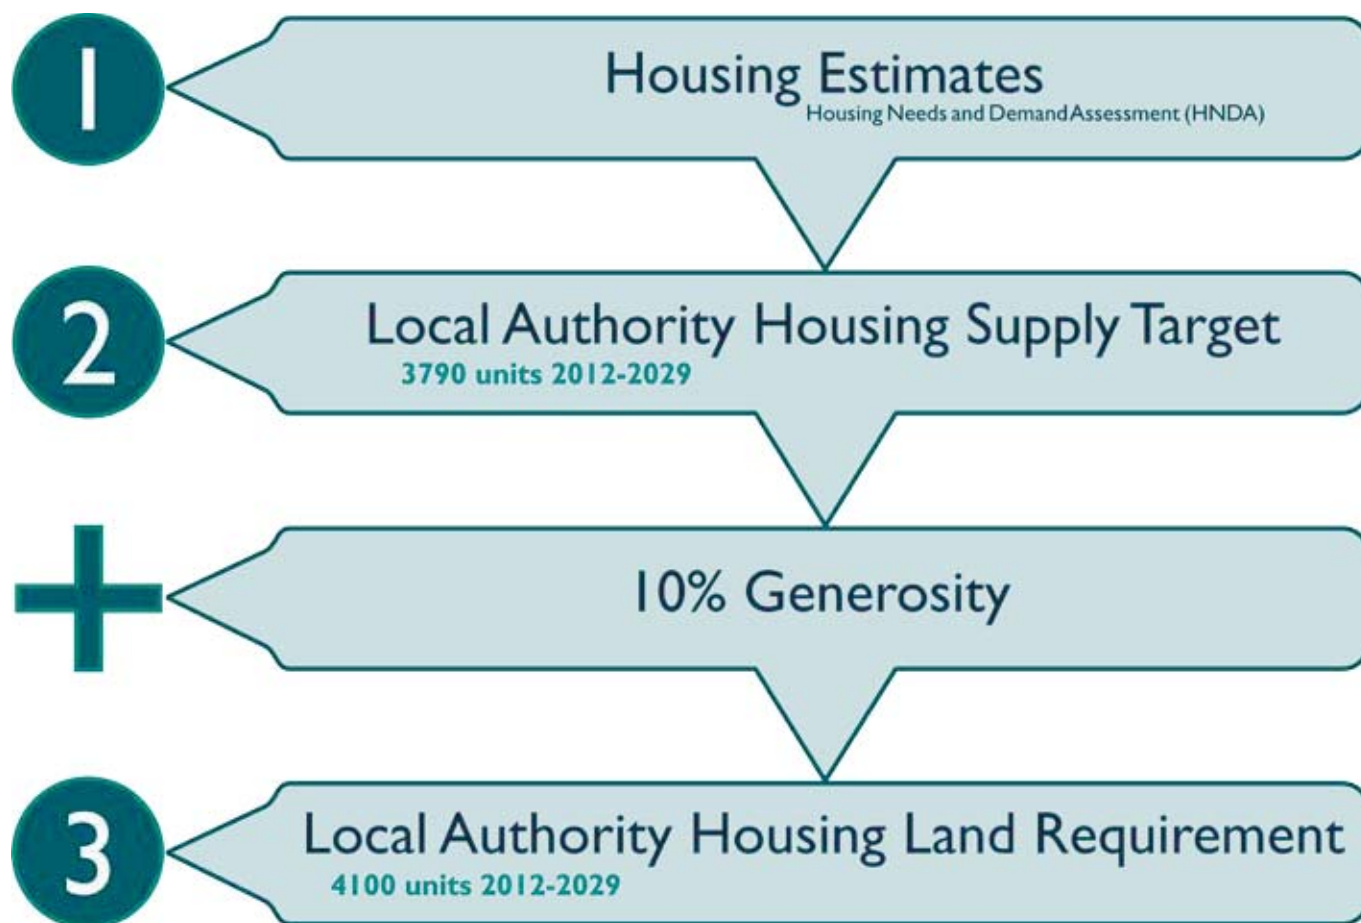 1
Housing Estimates
Housing Needs and Demand Assessment (HNDA)
2
Local Authority Housing Supply Target
3790 units 2012-2029
+
10% Generosity
3
Local Authority Housing Land Requirement
4100 units 2012-2029